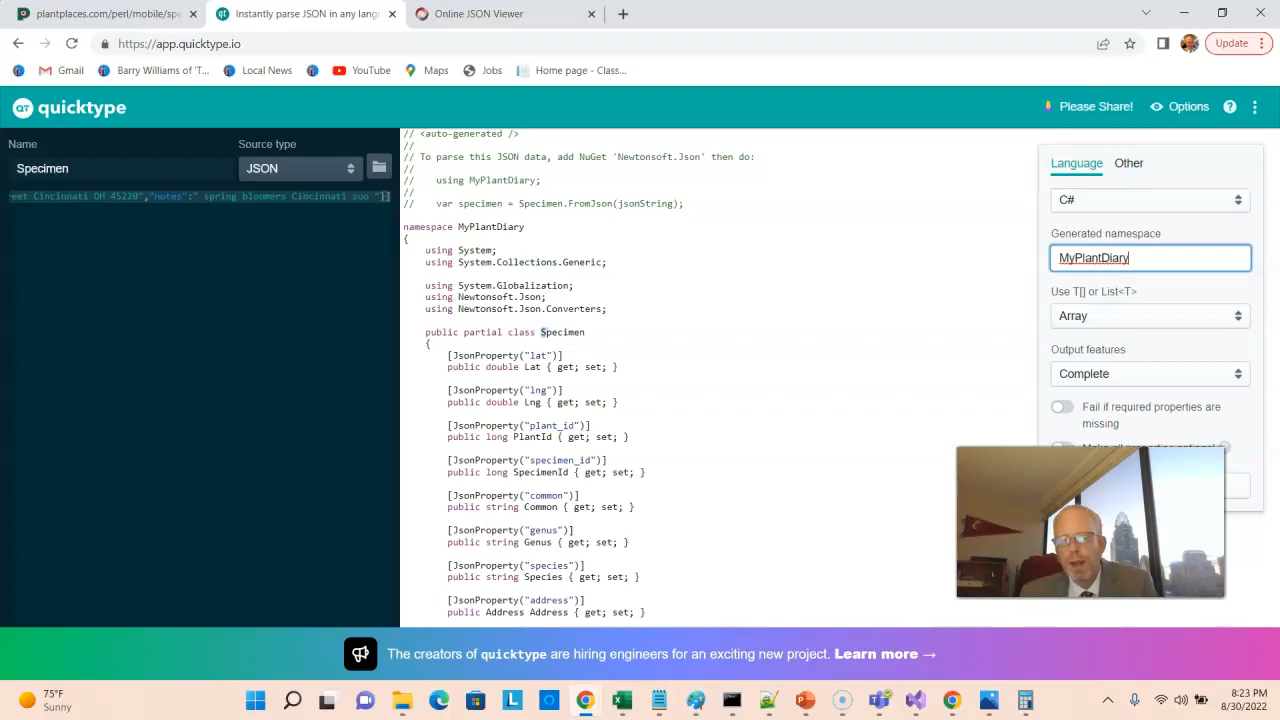 plantplaces.com/perl/mobile/spe
Instantly parse JSON in any lang
Online JSON Viewer
https://app.quicktype.io
Update
Gmail
Barry Williams of 'T...
Local News
YouTube
Maps
Jobs
Home page - Class...
QT quicktype
Please Share!
Options
Name
Source type
Specimen
JSON
reet Cincinnati OH 45220","notes":" spring bloomers Cincinnati zoo "}]
// <auto-generated />
//
// To parse this JSON data, add NuGet 'Newtonsoft.Json' then do:
//
//    using MyPlantDiary;
//
//    var specimen = Specimen.FromJson(jsonString);
namespace MyPlantDiary
{
using System;
using System.Collections.Generic;
using System.Globalization;
using Newtonsoft.Json;
using Newtonsoft.Json.Converters;
public partial class Specimen
{
[JsonProperty("lat")]
public double Lat { get; set; }
[JsonProperty("lng")]
public double Lng { get; set; }
[JsonProperty("plant_id")]
public long PlantId { get; set; }
[JsonProperty("specimen_id")]
public long SpecimenId { get; set; }
[JsonProperty("common")]
public string Common { get; set; }
[JsonProperty("genus")]
public string Genus { get; set; }
[JsonProperty("species")]
public string Species { get; set; }
[JsonProperty("address")]
public Address Address { get; set; }
Language
Other
C#
Generated namespace
MyPlantDiary
Use T[] or List<T>
Array
Output features
Complete
Fail if required properties are
missing
The creators of quicktype are hiring engineers for an exciting new project. Learn more →
75°F
Sunny
8:23 PM
8/30/2022